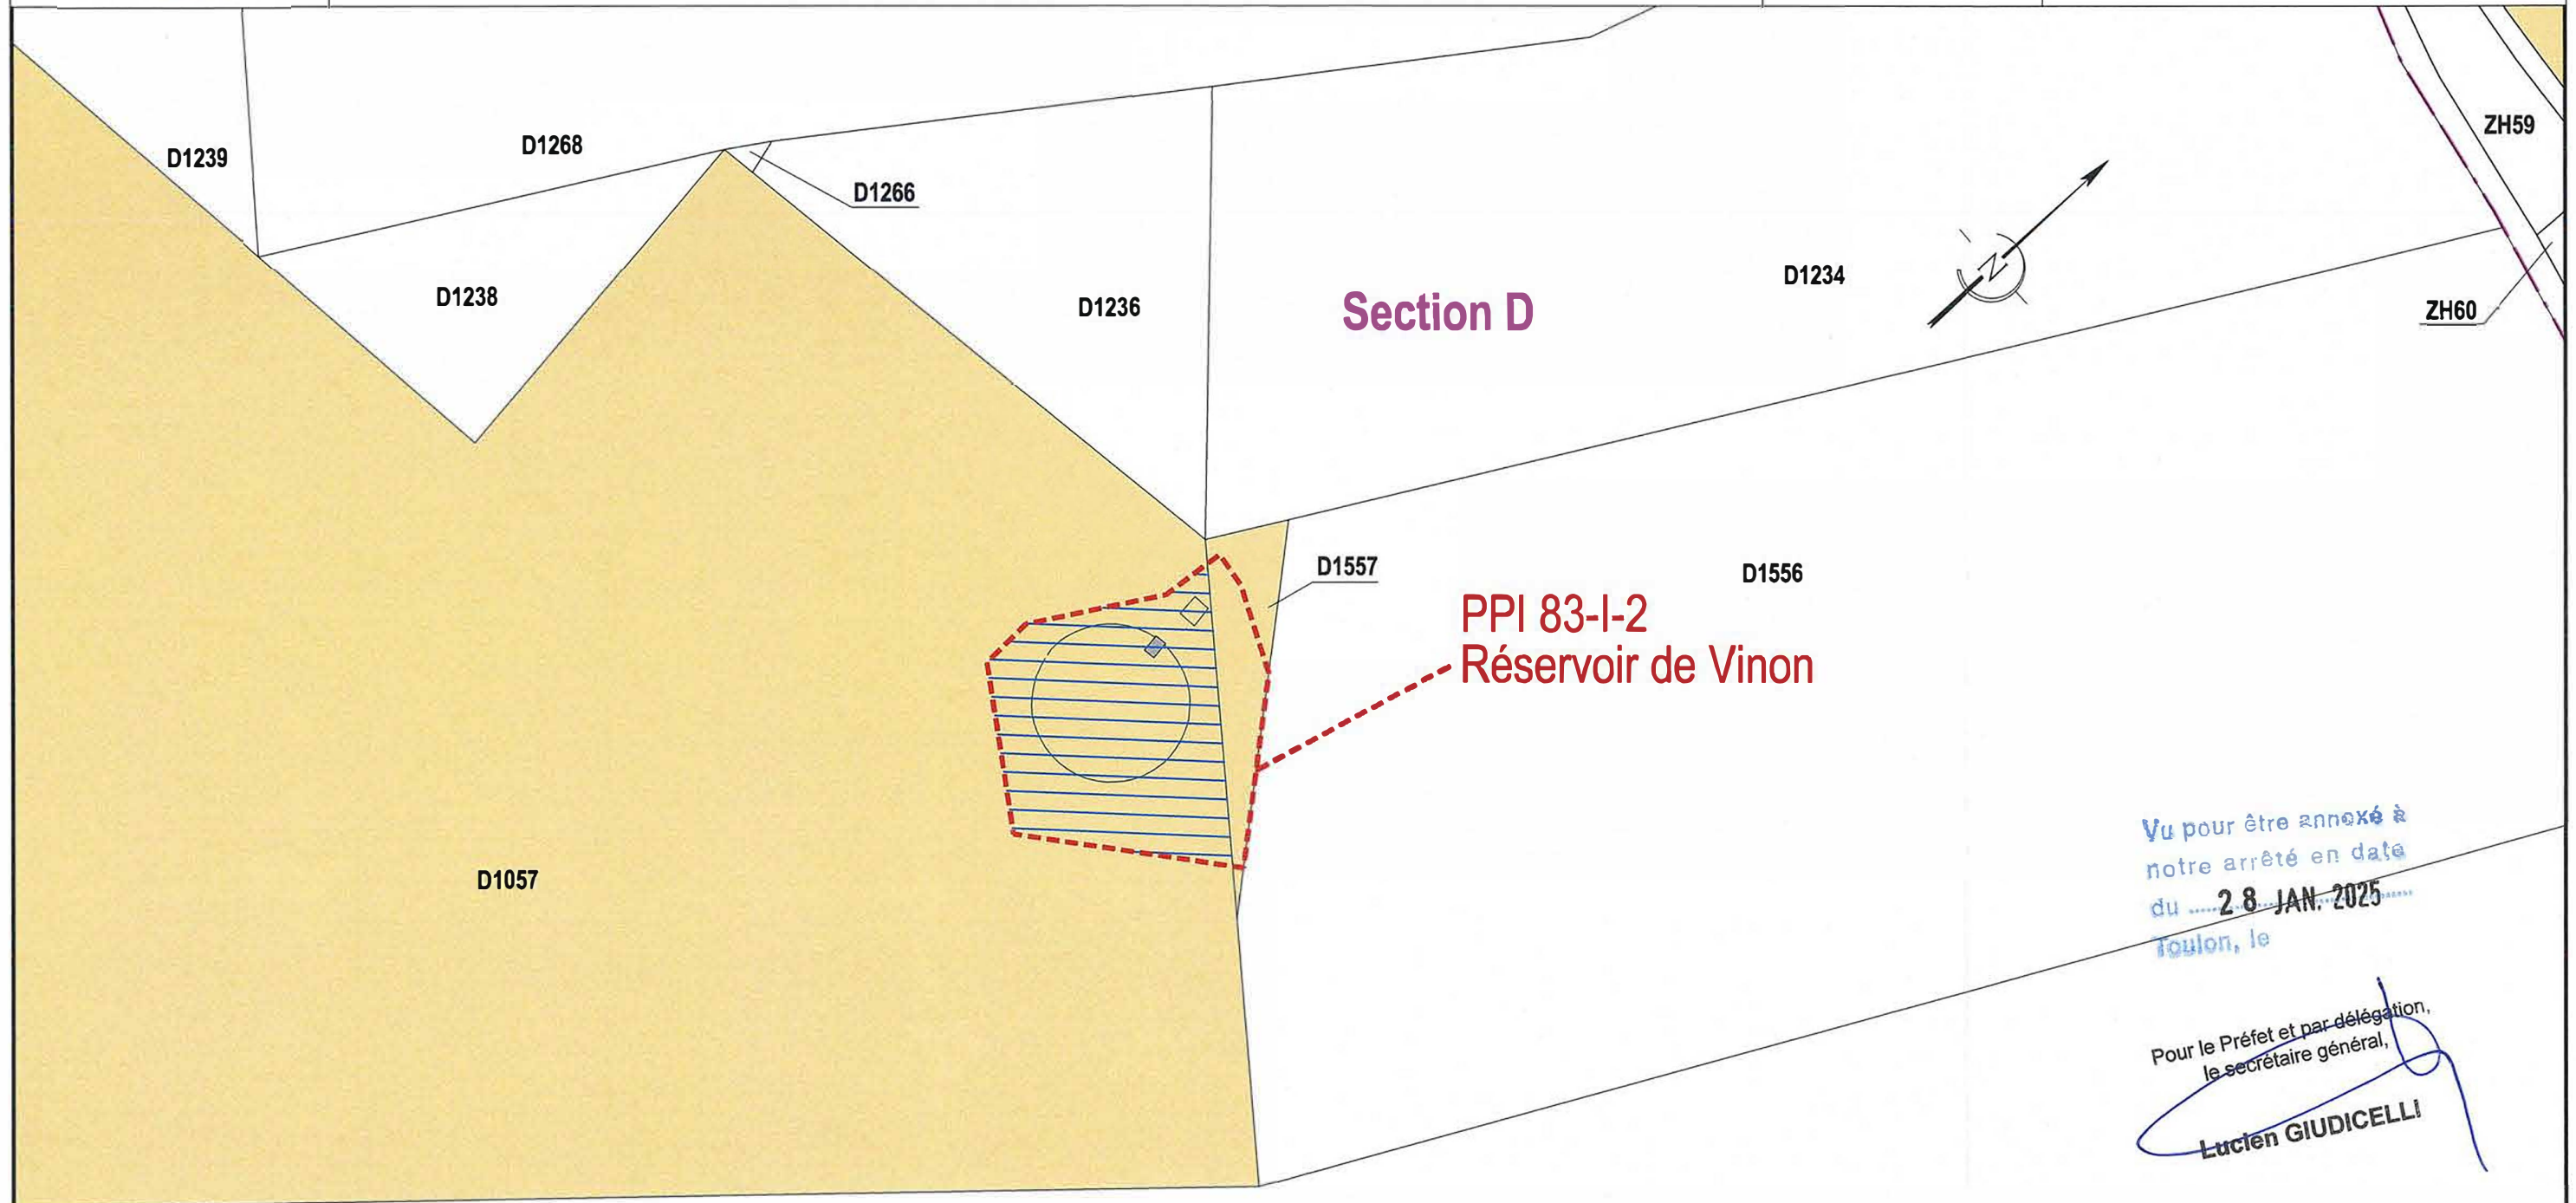 D1239
D1268
D1266
D1238
D1236
Section D
D1234
N
ZH59
ZH60
D1557
D1556
PPI 83-I-2
Réservoir de Vinon
D1057
Vu pour être annexé à
notre arrêté en date
du 28 JAN. 2025
Toulon, le
Pour le Préfet et par délégation,
le secrétaire général,
Lucien GIUDICELLI